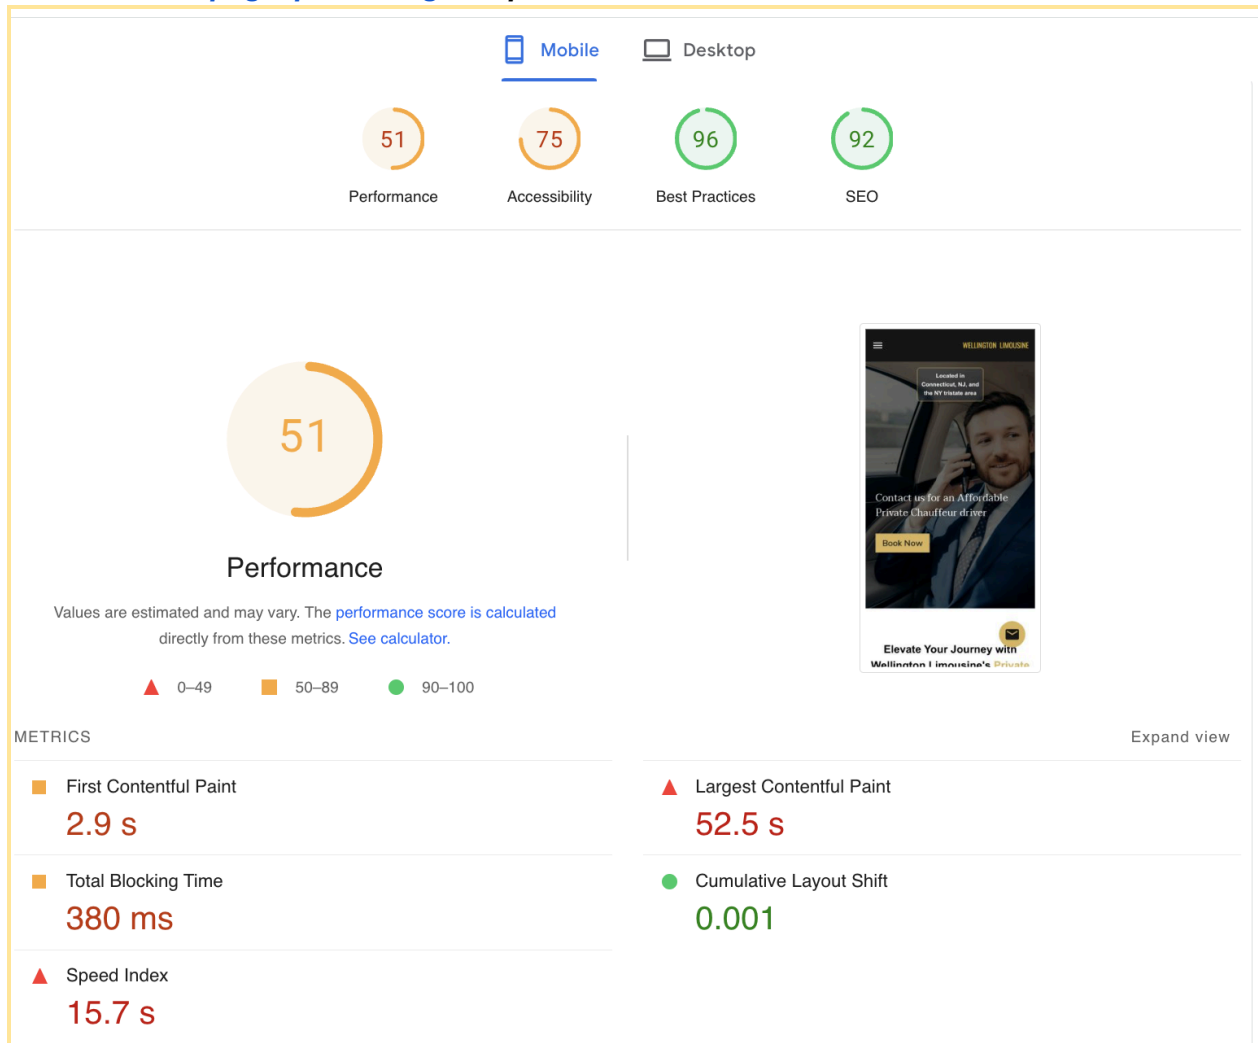 Mobile
Desktop
51
75
96
92
Performance
Accessibility
Best Practices
SEO
51
Performance
Values are estimated and may vary. The performance score is calculated
directly from these metrics. See calculator.
0–49
50–89
90–100
WELLINGTON LIMOUSINE
Located in
Connecticut, NJ, and
the NY tristate area
Contact us for an Affordable
Private Chauffeur driver
Book Now
Elevate Your Journey with
Wellington Limousine's Private
METRICS
Expand view
First Contentful Paint
2.9 s
Largest Contentful Paint
52.5 s
Total Blocking Time
380 ms
Cumulative Layout Shift
0.001
Speed Index
15.7 s